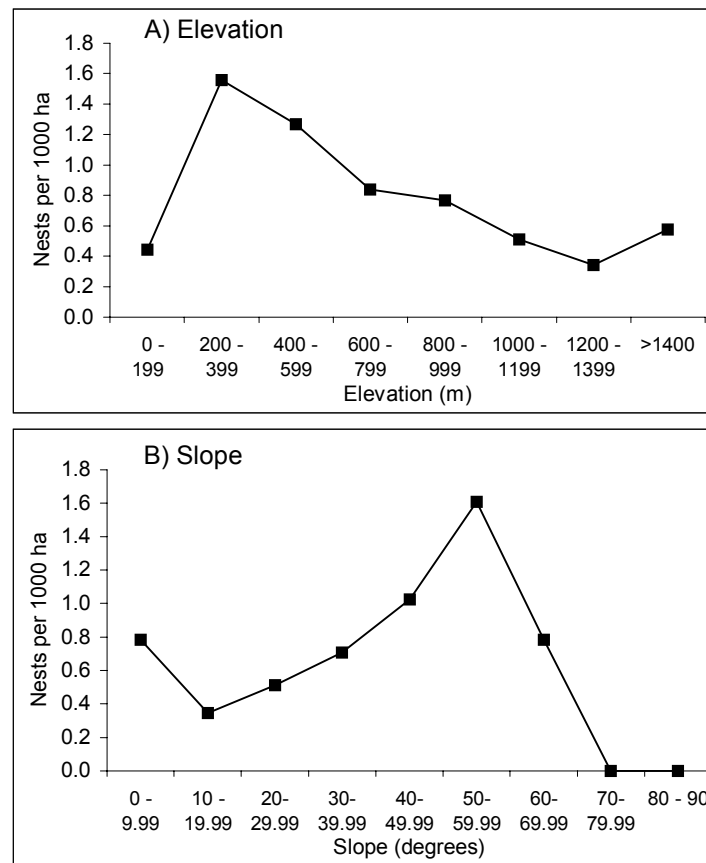 A) Elevation
Nests per 1000 ha
1.8
1.6
1.4
1.2
1.0
0.8
0.6
0.4
0.2
0.0
0 - 200 - 400 - 600 - 800 - 1000 - 1200 - >1400
199 399 599 799 999 1199 1399
Elevation (m)
B) Slope
Nests per 1000 ha
1.8
1.6
1.4
1.2
1.0
0.8
0.6
0.4
0.2
0.0
0 - 10 - 20- 30- 40- 50- 60- 70- 80 - 90
9.99 19.99 29.99 39.99 49.99 59.99 69.99 79.99
Slope (degrees)